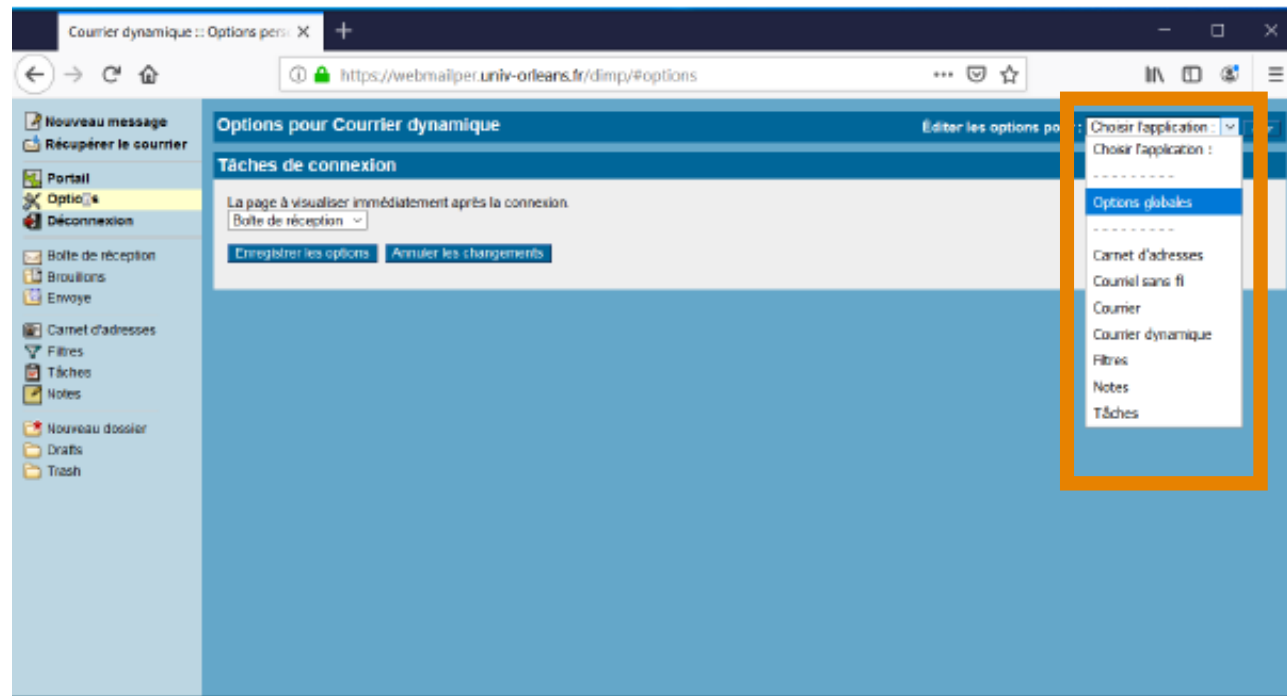 Courrier dynamique :: Options pers
https://webmailper.univ-orleans.fr/dimp/#options
Nouveau message
Récupérer le courrier
Portail
Déconnexion
Boîte de réception
Brouillons
Envoye
Carnet d'adresses
Filtres
Tâches
Notes
Nouveau dossier
Drafts
Trash
Options pour Courrier dynamique
Éditer les options : Choisir l'application :
Tâches de connexion
La page à visualiser immédiatement après la connexion.
Boîte de réception
Enregistrer les options Annuler les changements
Choisir l'application :
- - - - - - - - -
Options globales
- - - - - - - - -
Carnet d'adresses
Courriel sans fil
Courrier
Courrier dynamique
Filtres
Notes
Tâches